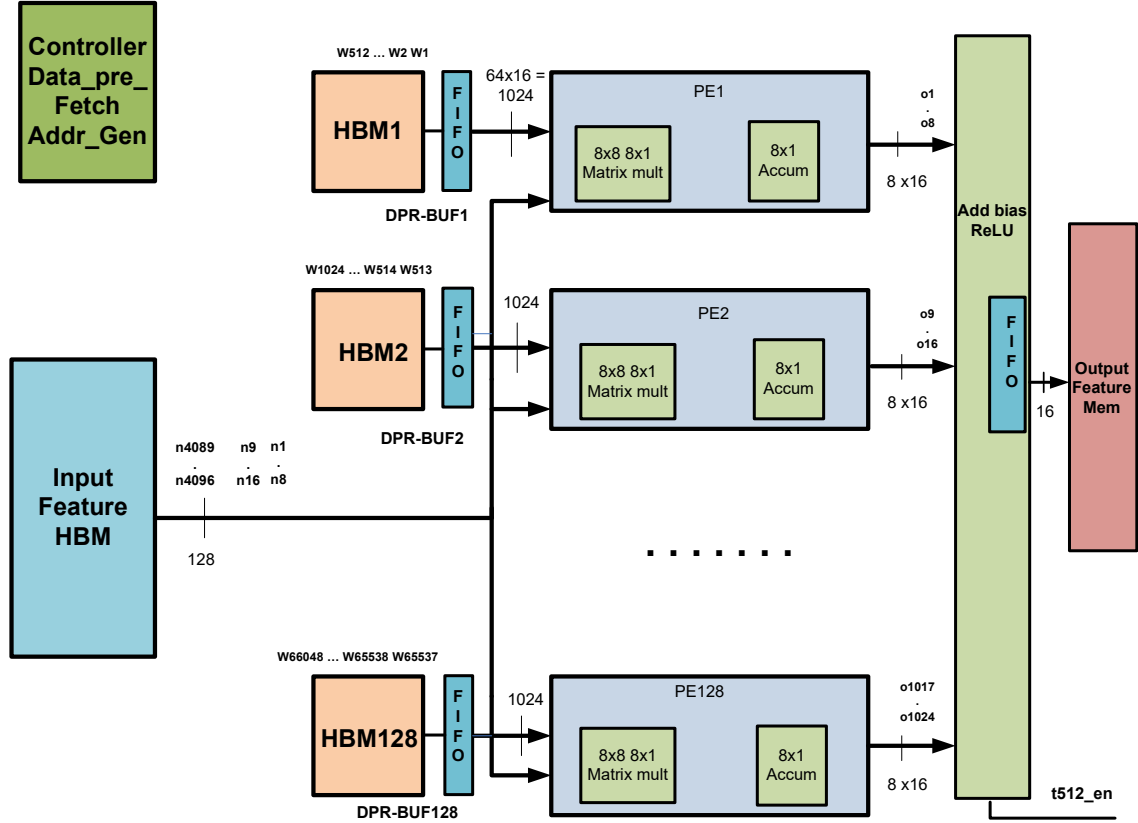 Controller
Data_pre_
Fetch
Addr_Gen
W512 ... W2 W1
HBM1
FIFO
DPR-BUF1
64x16 =
1024
PE1
8x8 8x1
Matrix mult
8x1
Accum
o1
.
o8
8 x16
W1024 ... W514 W513
HBM2
FIFO
DPR-BUF2
1024
PE2
8x8 8x1
Matrix mult
8x1
Accum
o9
.
o16
8 x16
Input
Feature
HBM
n4089
.
n4096
n9
.
n16
n1
.
n8
128
. . . . . . .
W66048 ... W65538 W65537
HBM128
FIFO
DPR-BUF128
1024
PE128
8x8 8x1
Matrix mult
8x1
Accum
o1017
.
o1024
8 x16
Add bias
ReLU
FIFO
16
Output
Feature
Mem
t512_en